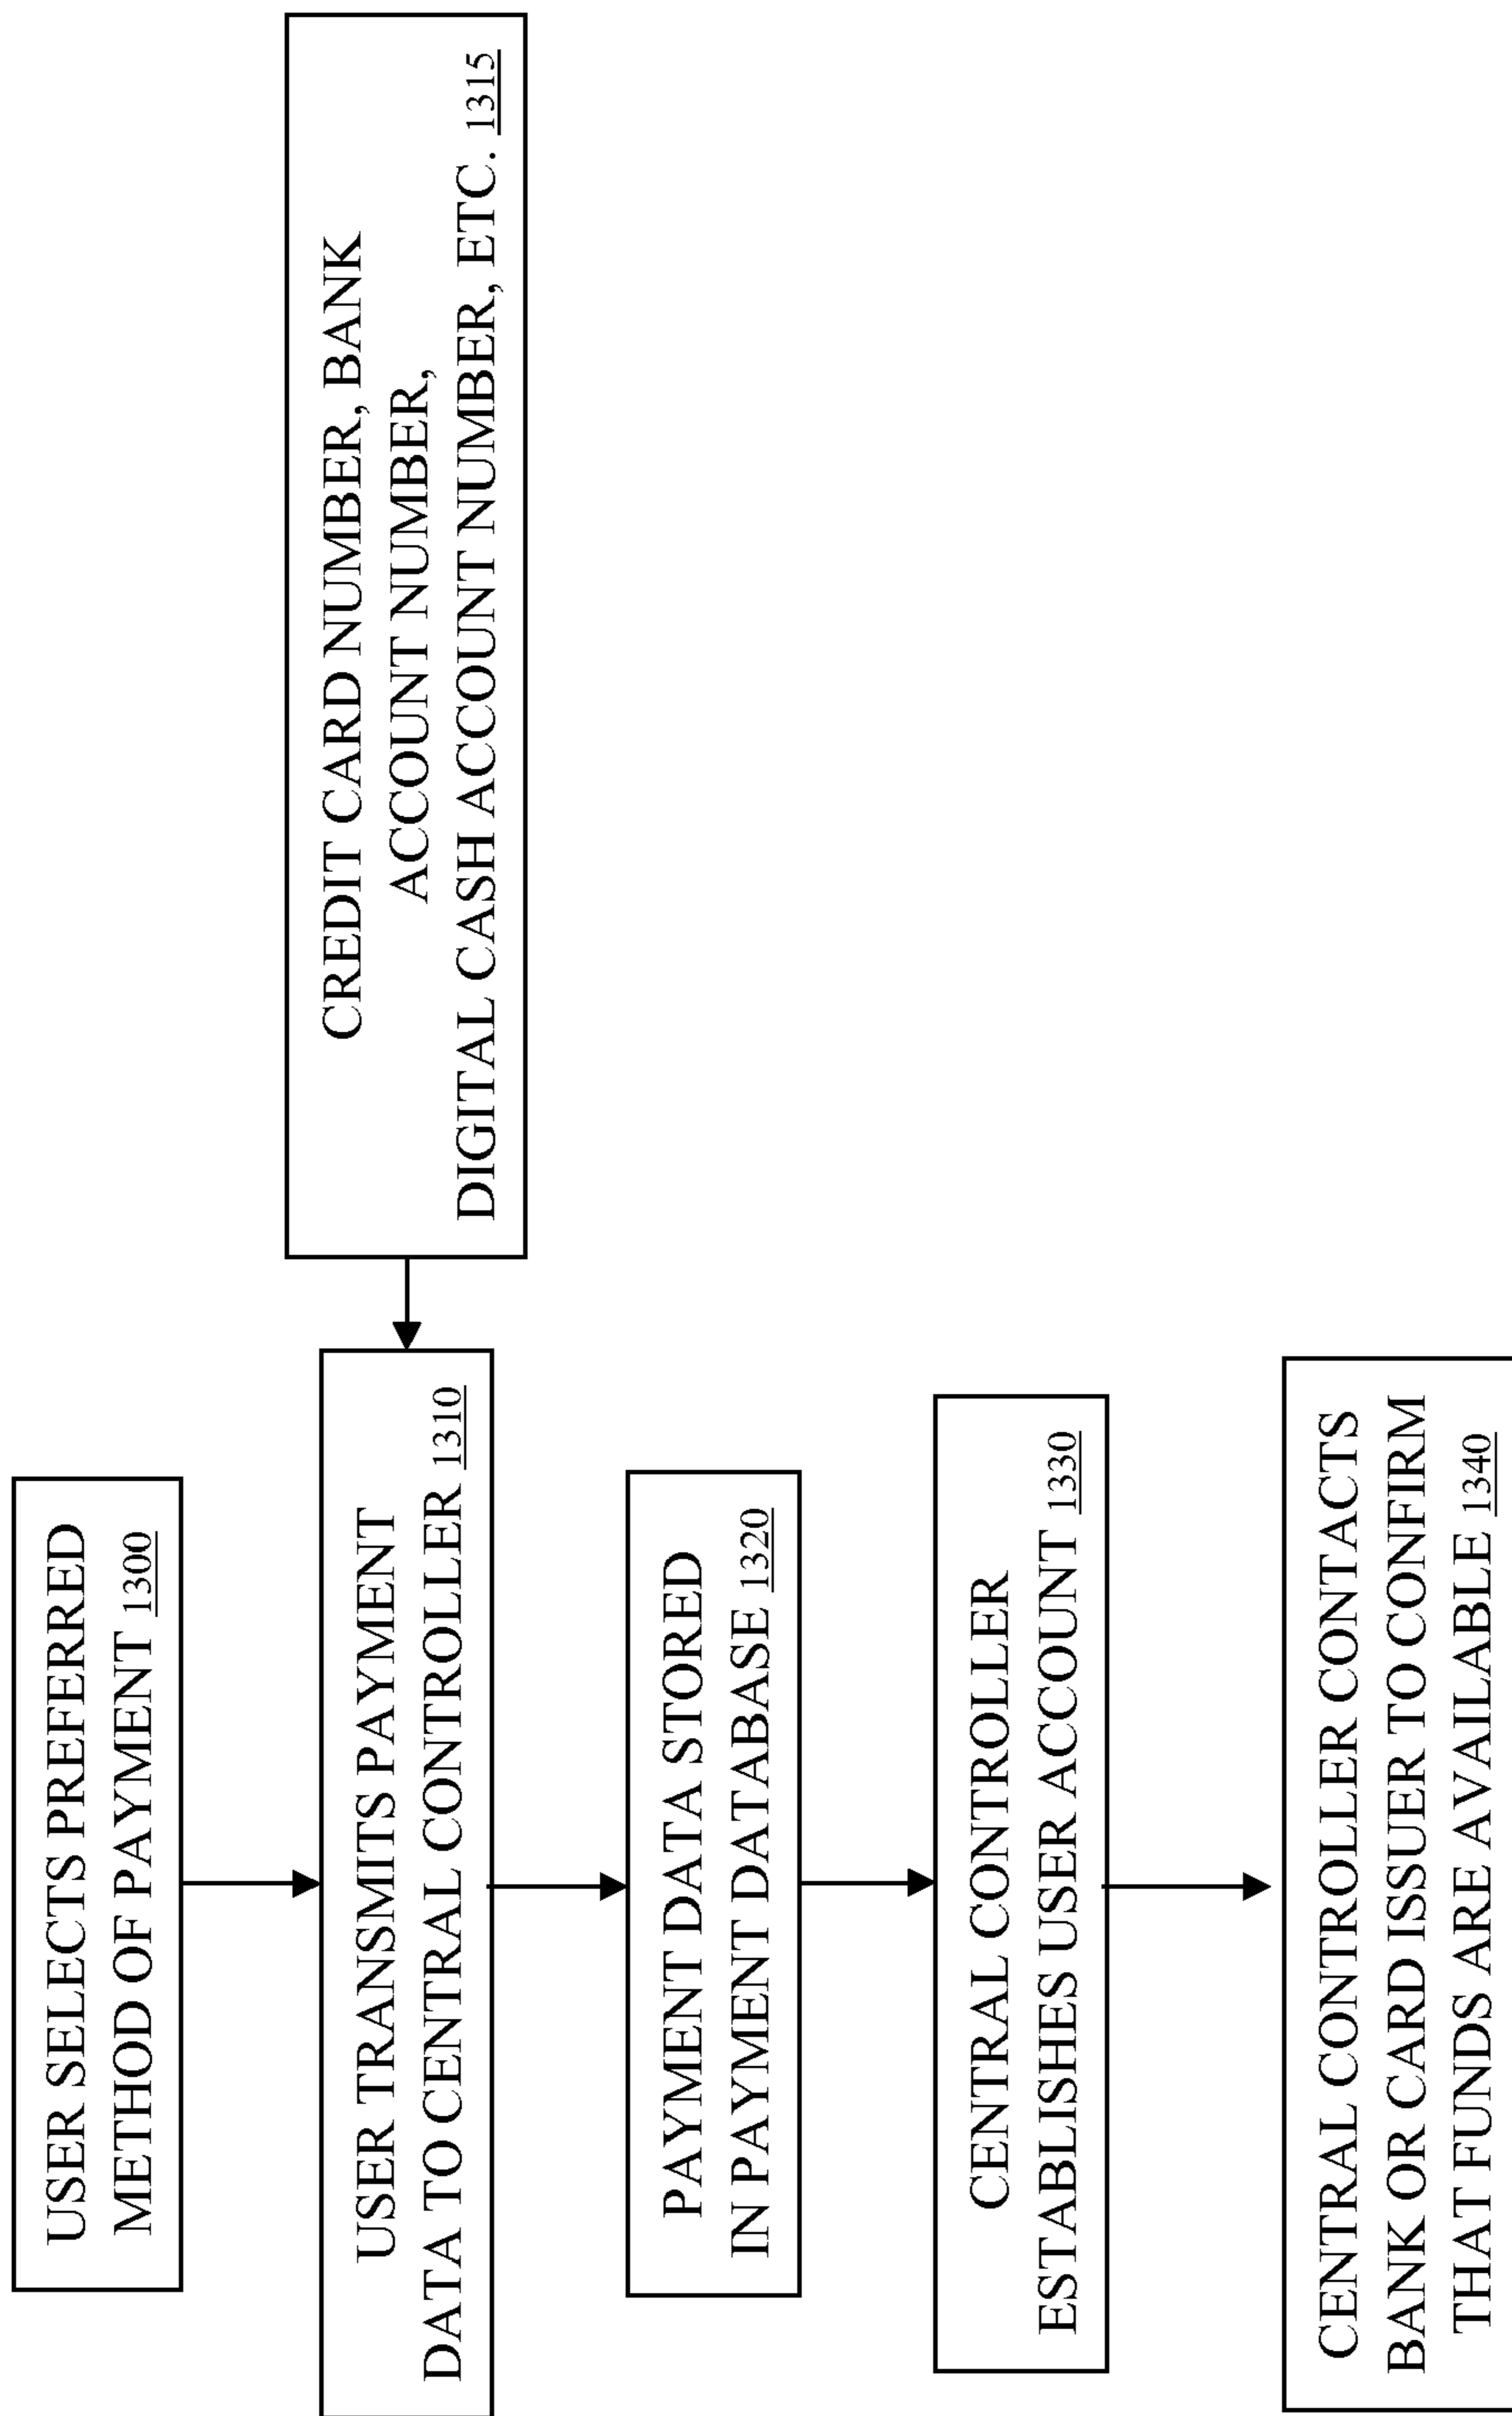 USER SELECTS PREFERRED
METHOD OF PAYMENT 1300
USER TRANSMITS PAYMENT
DATA TO CENTRAL CONTROLLER 1310
CREDIT CARD NUMBER, BANK
ACCOUNT NUMBER,
DIGITAL CASH ACCOUNT NUMBER, ETC. 1315
PAYMENT DATA STORED
IN PAYMENT DATABASE 1320
CENTRAL CONTROLLER
ESTABLISHES USER ACCOUNT 1330
CENTRAL CONTROLLER CONTACTS
BANK OR CARD ISSUER TO CONFIRM
THAT FUNDS ARE AVAILABLE 1340